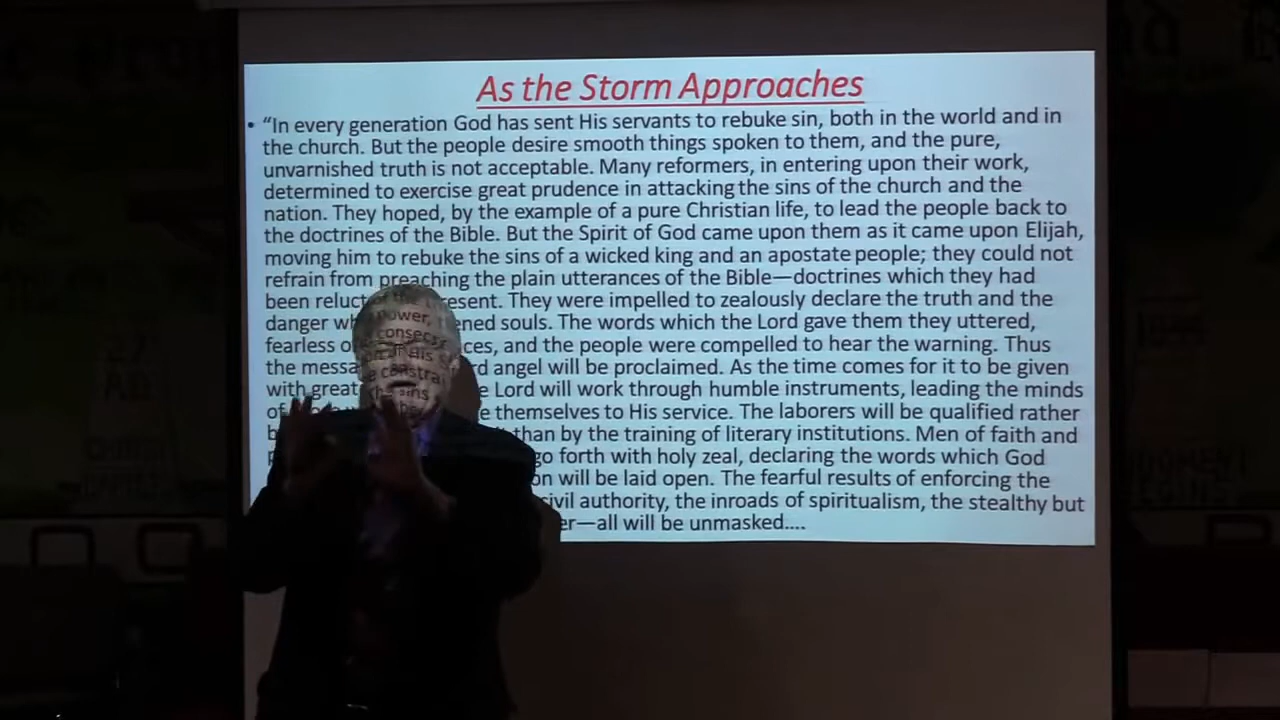 As the Storm Approaches
• “In every generation God has sent His servants to rebuke sin, both in the world and in
the church. But the people desire smooth things spoken to them, and the pure,
unvarnished truth is not acceptable. Many reformers, in entering upon their work,
determined to exercise great prudence in attacking the sins of the church and the
nation. They hoped, by the example of a pure Christian life, to lead the people back to
the doctrines of the Bible. But the Spirit of God came upon them as it came upon Elijah,
moving him to rebuke the sins of a wicked king and an apostate people; they could not
refrain from preaching the plain utterances of the Bible—doctrines which they had
been present. They were impelled to zealously declare the truth and the
danger souls. The words which the Lord gave them they uttered,
fearless and the people were compelled to hear the warning. Thus
the angel will be proclaimed. As the time comes for it to be given
with great Lord will work through humble instruments, leading the minds
of themselves to His service. The laborers will be qualified rather
than by the training of literary institutions. Men of faith and
go forth with holy zeal, declaring the words which God
will be laid open. The fearful results of enforcing the
civil authority, the inroads of spiritualism, the stealthy but
—all will be unmasked....
power,
sins